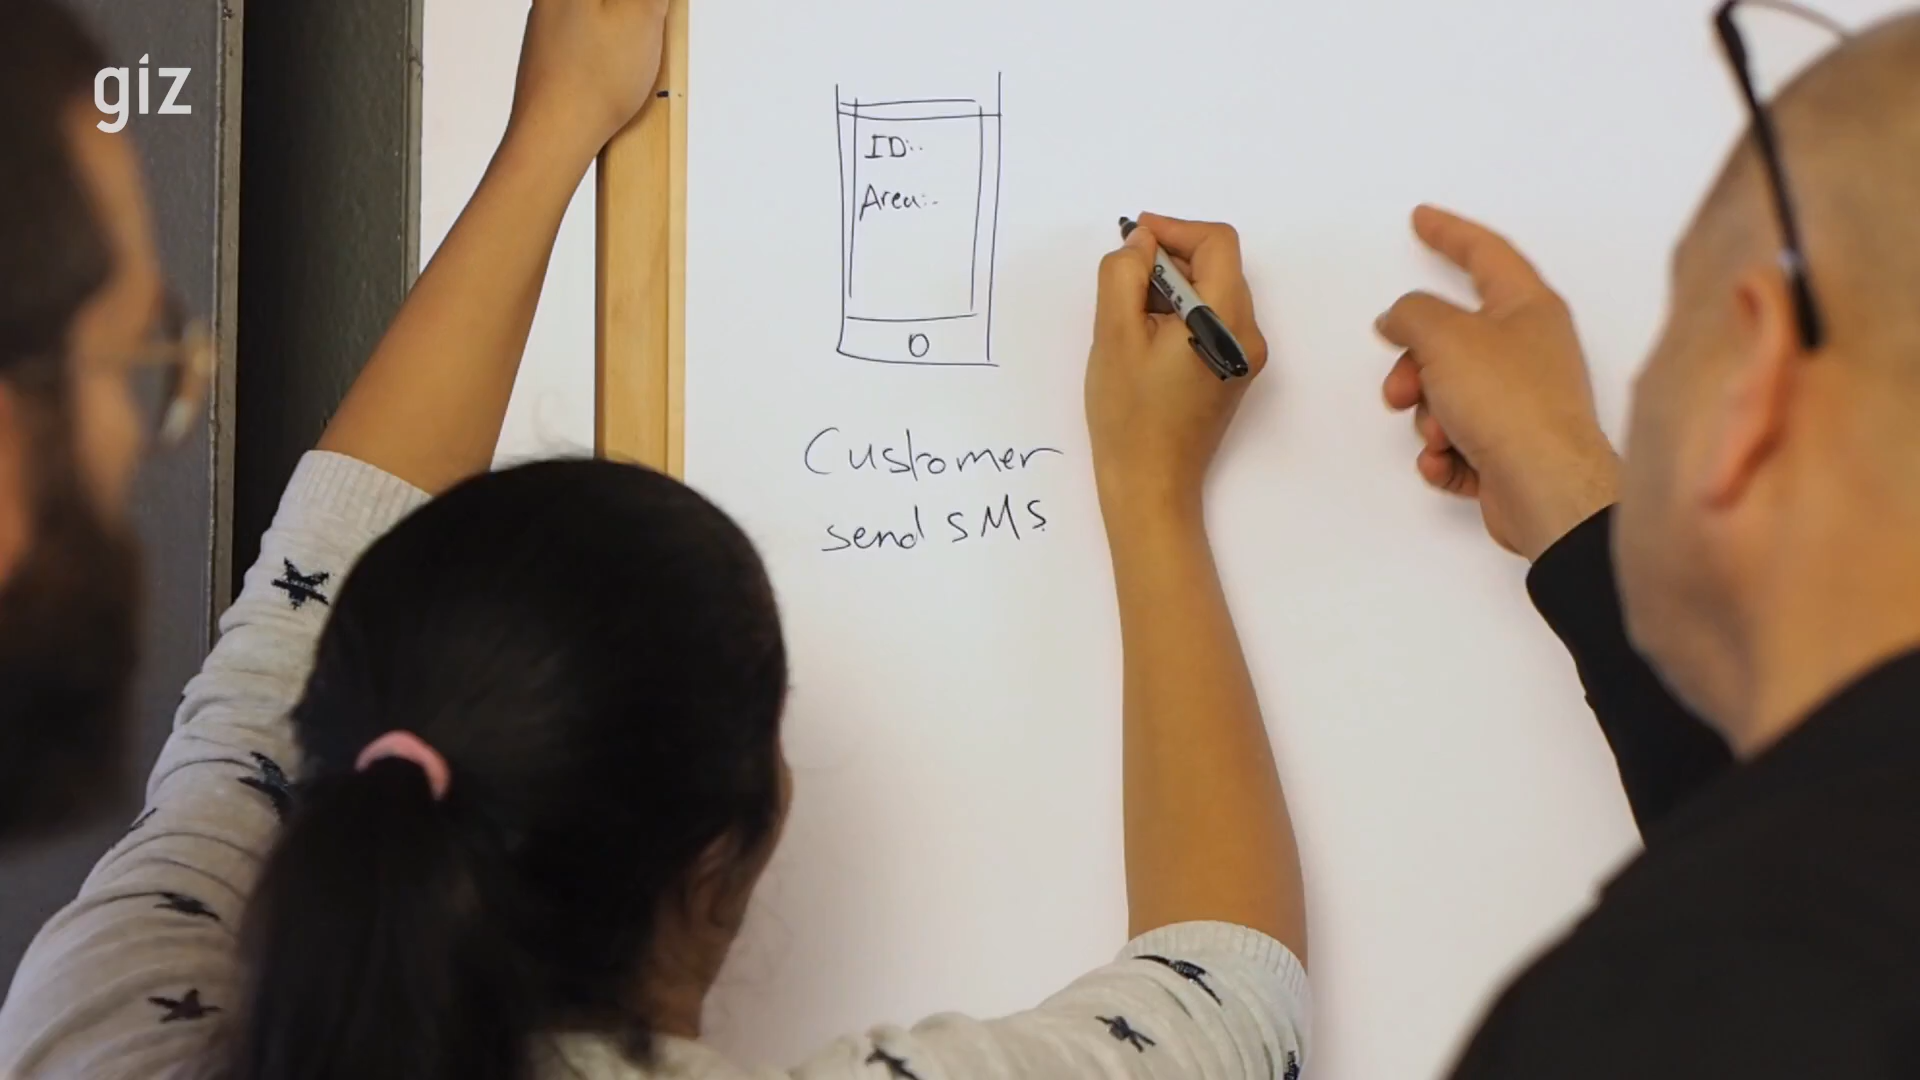 giz
ID:-
Area:-
Customer
send SMS